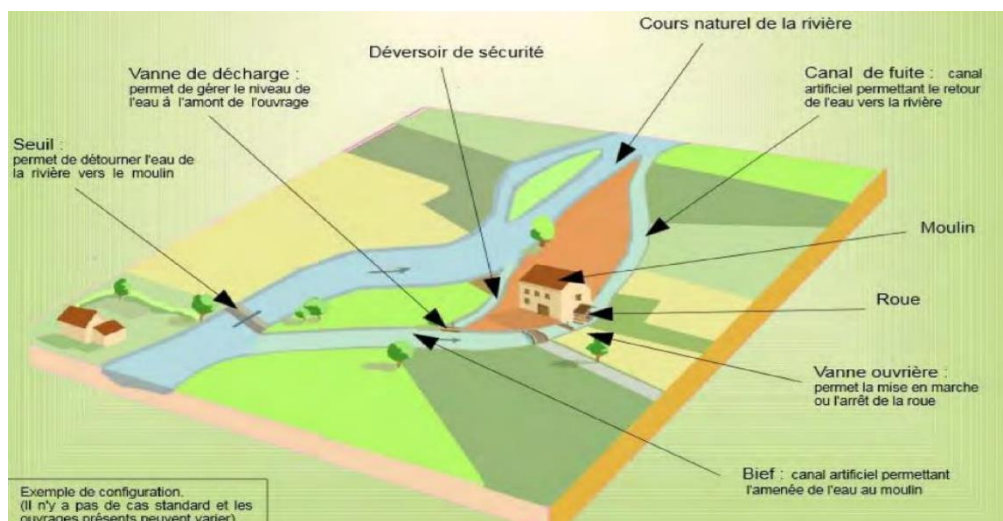 Cours naturel de la rivière
Déversoir de sécurité
Vanne de décharge :
permet de gérer le niveau de
l'eau à l'amont de l'ouvrage
Canal de fuite : canal
artificiel permettant le retour
de l'eau vers la rivière
Seuil :
permet de détourner l'eau de
la rivière vers le moulin
Moulin
Roue
Vanne ouvrière :
permet la mise en marche
ou l'arrêt de la roue
Bief : canal artificiel permettant
l'amenée de l'eau au moulin
Exemple de configuration.
(Il n'y a pas de cas standard et les
ouvrages présents peuvent varier)